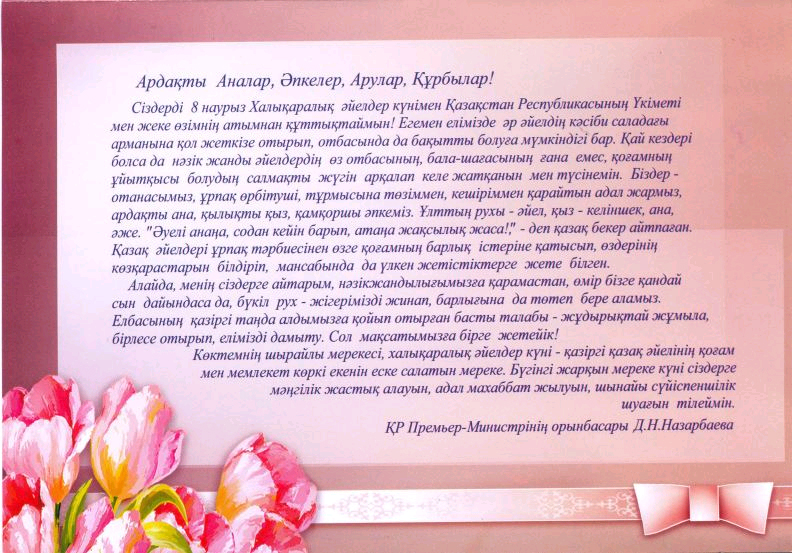 Ардақты Аналар, Әпкелер, Арулар, Құрбылар!
Сіздерді 8 наурыз Халықаралық әйелдер күнімен Қазақстан Республикасының Үкіметі
мен жеке өзімнің атымнан құттықтаймын! Егемен елімізде әр әйелдің кәсіби саладағы
арманына қол жеткізе отырып, отбасында да бақытты болуға мүмкіндігі бар. Қай кездері
болса да нәзік жанды әйелдердің өз отбасының, бала-шағасының ғана емес, қоғамның
ұйытқысы болудың салмақты жүгін арқалап келе жатқанын мен түсінемін. Біздер -
отанасымыз, ұрпақ өрбітуші, тұрмысына төзіммен, кешіріммен қарайтын адал жармыз,
ардақты ана, қылықты қыз, қамқоршы әпкеміз. Ұлттың рухы - әйел, қыз - келіншек, ана,
әже. "Әуелі анаңа, содан кейін барып, атаңа жақсылық жаса!," - деп қазақ бекер айтпаған.
Қазақ әйелдері ұрпақ тәрбиесінен өзге қоғамның барлық істеріне қатысып, өздерінің
көзқарастарын білдіріп, мансабында да үлкен жетістіктерге жете білген.
Алайда, менің сіздерге айтарым, нәзікжандылығымызға қарамастан, өмір бізге қандай
сын дайындаса да, бүкіл рух - жігерімізді жинап, барлығына да төтеп бере аламыз.
Елбасының қазіргі таңда алдымызға қойып отырған басты талабы - жұдырықтай жұмыла,
бірлесе отырып, елімізді дамыту. Сол мақсатымызға бірге жетейік!
Көктемнің шырайлы мерекесі, халықаралық әйелдер күні - қазіргі қазақ әйелінің қоғам
мен мемлекет көркі екенін еске салатын мереке. Бүгінгі жарқын мереке күні сіздерге
мәңгілік жастық алауын, адал махаббат жылуын, шынайы сүйіспеншілік
шуағын тілеймін.
ҚР Премьер-Министрінің орынбасары Д.Н.Назарбаева